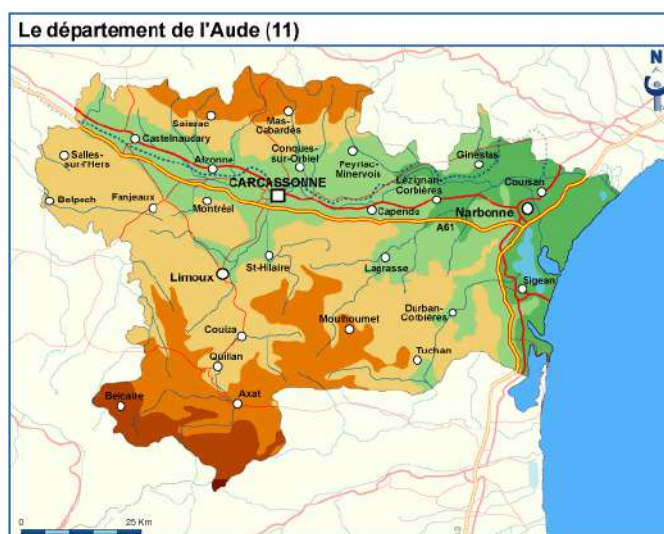 Le département de l'Aude (11)
N
Saissac
Mas-
Cabardès
Castelnaudary
Salles-
sur-l'Hers
Alzonne
Conques-
sur-Orbiel
Peyriac-
Minervois
Ginestas
CARCASSONNE
Lézignan-
Corbières
Coursan
Belpech
Fanjeaux
Montréal
Capendu
Narbonne
A61
Limoux
St-Hilaire
Lagrasse
Sigean
Durban-
Corbières
Couiza
Mouthoumet
Quillan
Tuchan
Belcaire
Axat
0
25 Km